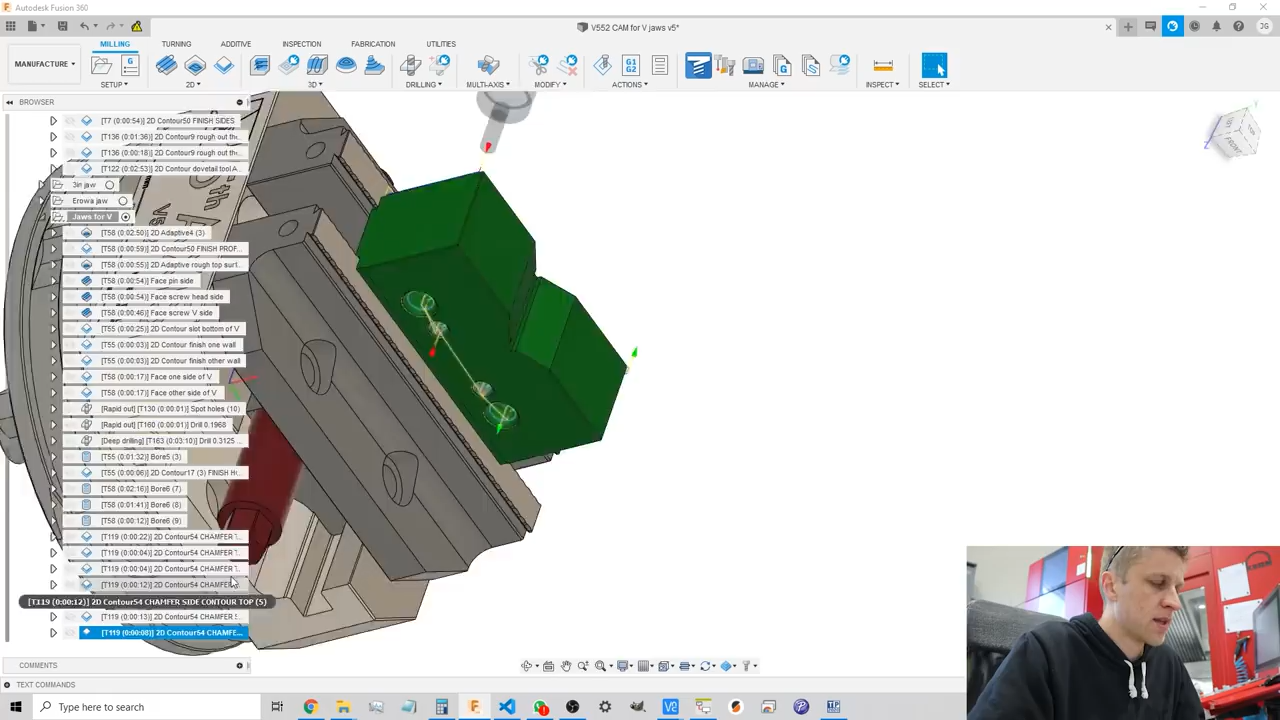 Autodesk Fusion 360
V552 CAM for V jaws v5*
JG
MILLING TURNING ADDITIVE INSPECTION FABRICATION UTILITIES
MANUFACTURE
G1
G2
SETUP 2D 3D DRILLING MULTI-AXIS MODIFY ACTIONS MANAGE INSPECT SELECT
BROWSER
[T7 (0:00:54)] 2D Contour50 FINISH SIDES
[T136 (0:01:36)] 2D Contour9 rough out the...
[T136 (0:00:18)] 2D Contour9 rough out the...
[T122 (0:02:53)] 2D Contour dovetail tool A...
3in jaw
Erowa jaw
Jaws for V
[T58 (0:02:50)] 2D Adaptive4 (3)
[T58 (0:00:59)] 2D Contour50 FINISH PROF...
[T58 (0:00:55)] 2D Adaptive rough top surf...
[T58 (0:00:54)] Face pin side
[T58 (0:00:54)] Face screw head side
[T58 (0:00:46)] Face screw V side
[T55 (0:00:25)] 2D Contour slot bottom of V
[T55 (0:00:03)] 2D Contour finish one wall
[T55 (0:00:03)] 2D Contour finish other wall
[T58 (0:00:17)] Face one side of V
[T58 (0:00:17)] Face other side of V
[Rapid out] [T130 (0:00:01)] Spot holes (10)
[Rapid out] [T160 (0:00:01)] Drill 0.1968
[Deep drilling] [T163 (0:03:10)] Drill 0.3125 ...
[T55 (0:01:32)] Bore5 (3)
[T55 (0:00:06)] 2D Contour17 (3) FINISH H...
[T58 (0:02:16)] Bore6 (7)
[T58 (0:01:41)] Bore6 (8)
[T58 (0:00:12)] Bore6 (9)
[T119 (0:00:22)] 2D Contour54 CHAMFER T...
[T119 (0:00:04)] 2D Contour54 CHAMFER T...
[T119 (0:00:04)] 2D Contour54 CHAMFER T...
[T119 (0:00:12)] 2D Contour54 CHAMFER
[T119 (0:00:12)] 2D Contour54 CHAMFER SIDE CONTOUR TOP (5)
[T119 (0:00:13)] 2D Contour54 CHAMFER S...
[T119 (0:00:08)] 2D Contour54 CHAMFE...
COMMENTS
TEXT COMMANDS
Type here to search